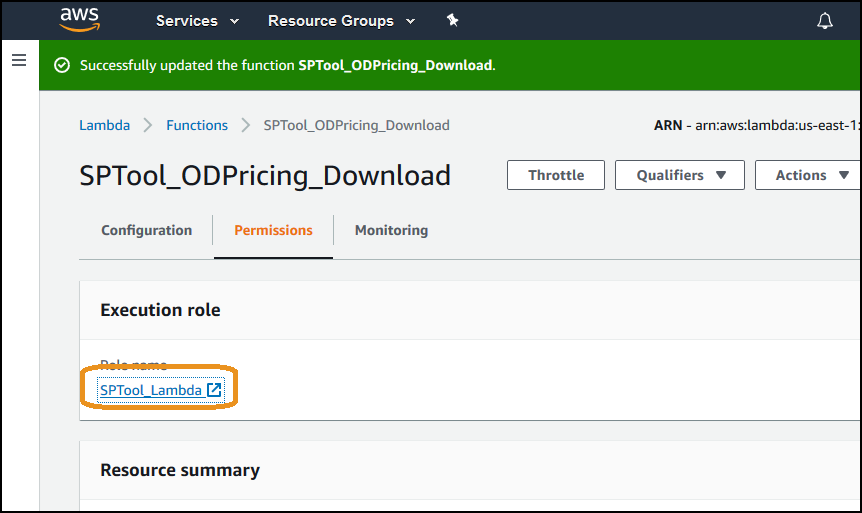 aws Services Resource Groups
Successfully updated the function SPTool_ODPricing_Download.
Lambda Functions SPTool_ODPricing_Download ARN - arn:aws:lambda:us-east-1:
SPTool_ODPricing_Download Throttle Qualifiers Actions
Configuration Permissions Monitoring
Execution role
Role name
SPTool_Lambda
Resource summary